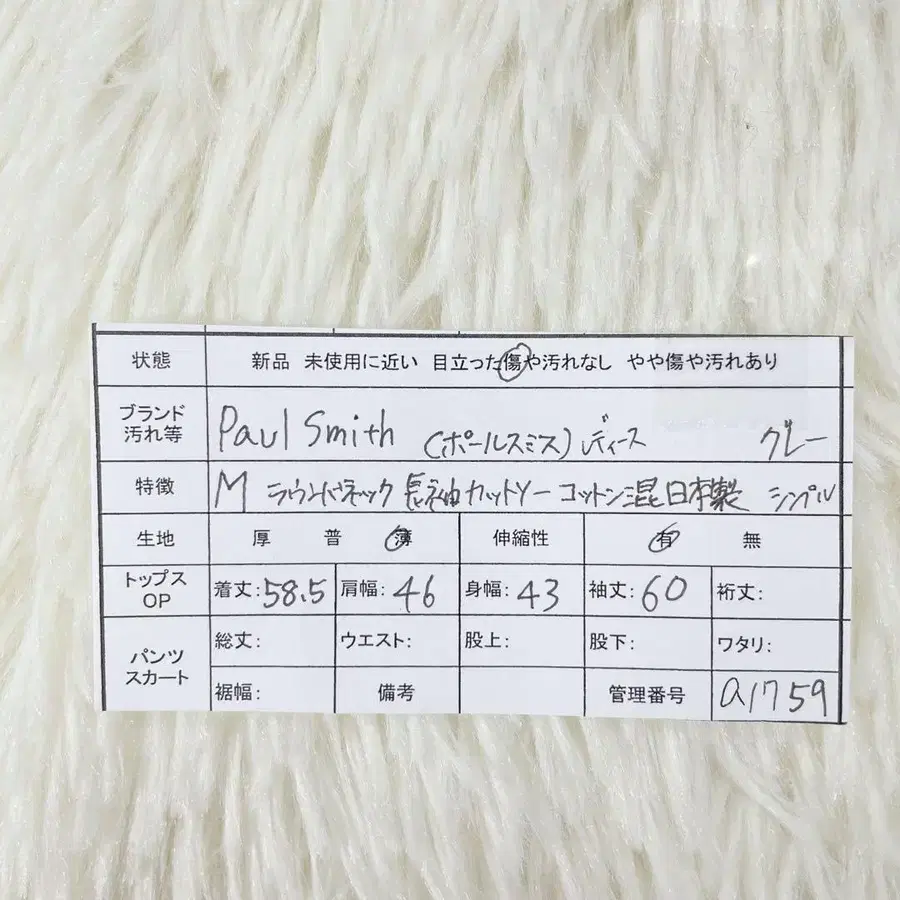 状態 新品 未使用に近い 目立った傷や汚れなし やや傷や汚れあり
ブランド 汚れ等 Paul Smith (ポールスミス) レディース グレー
特徴 M ラウンドネック 長袖カットソー コットン混 日本製 シンプル
生地 厚 普 薄 伸縮性 有 無
トップス OP 着丈:58.5 肩幅:46 身幅:43 袖丈:60 裄丈:
パンツ スカート 総丈: ウエスト: 股上: 股下: ワタリ:
裾幅: 備考 管理番号 a1759